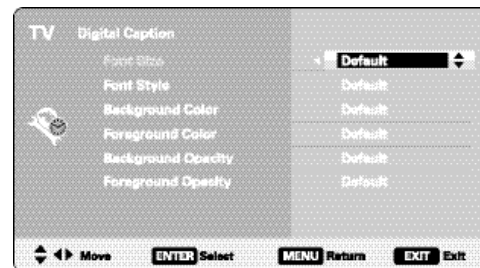 TV Digital Caption
Font Size Default
Font Style Default
Background Color Default
Foreground Color Default
Background Opacity Default
Foreground Opacity Default
Move ENTER Select MENU Return EXIT Exit